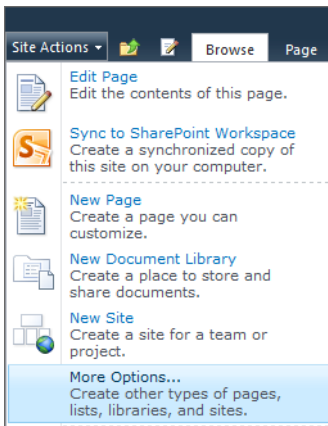 Site Actions Browse Page
Edit Page
Edit the contents of this page.
Sync to SharePoint Workspace
Create a synchronized copy of
this site on your computer.
New Page
Create a page you can
customize.
New Document Library
Create a place to store and
share documents.
New Site
Create a site for a team or
project.
More Options...
Create other types of pages,
lists, libraries, and sites.